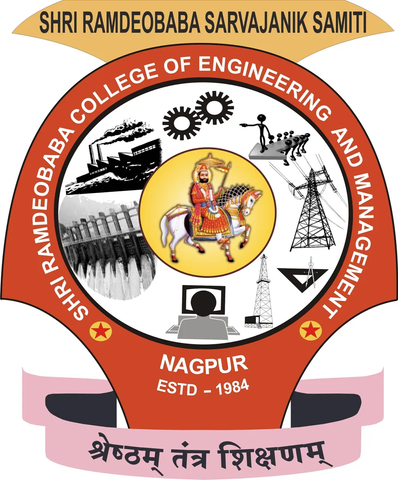 SHRI RAMDEOBABA SARVAJANIK SAMITI
SHRI RAMDEOBABA COLLEGE OF ENGINEERING AND MANAGEMENT
NAGPUR
ESTD - 1984
श्रेष्ठम् तंत्र शिक्षणम्